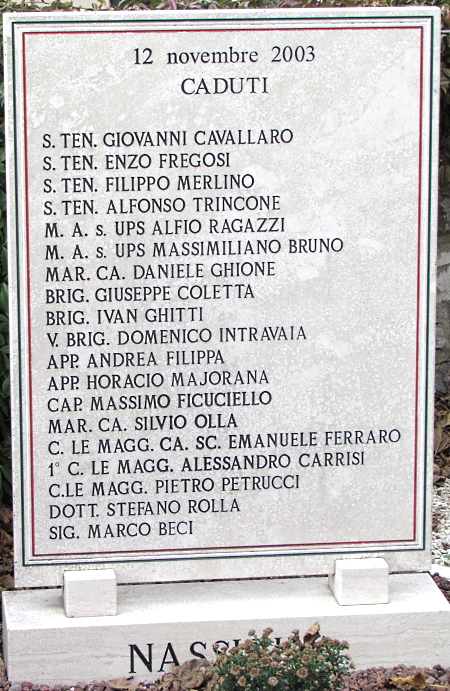 12 novembre 2003
CADUTI
S. TEN. GIOVANNI CAVALLARO
S. TEN. ENZO FREGOSI
S. TEN. FILIPPO MERLINO
S. TEN. ALFONSO TRINCONE
M. A. s. UPS ALFIO RAGAZZI
M. A. s. UPS MASSIMILIANO BRUNO
MAR. CA. DANIELE GHIONE
BRIG. GIUSEPPE COLETTA
BRIG. IVAN GHITTI
V. BRIG. DOMENICO INTRAVAIA
APP. ANDREA FILIPPA
APP. HORACIO MAJORANA
CAP. MASSIMO FICUCIELLO
MAR. CA. SILVIO OLLA
C. LE MAGG. CA. SC. EMANUELE FERRARO
1° C. LE MAGG. ALESSANDRO CARRISI
C.LE MAGG. PIETRO PETRUCCI
DOTT. STEFANO ROLLA
SIG. MARCO BECI